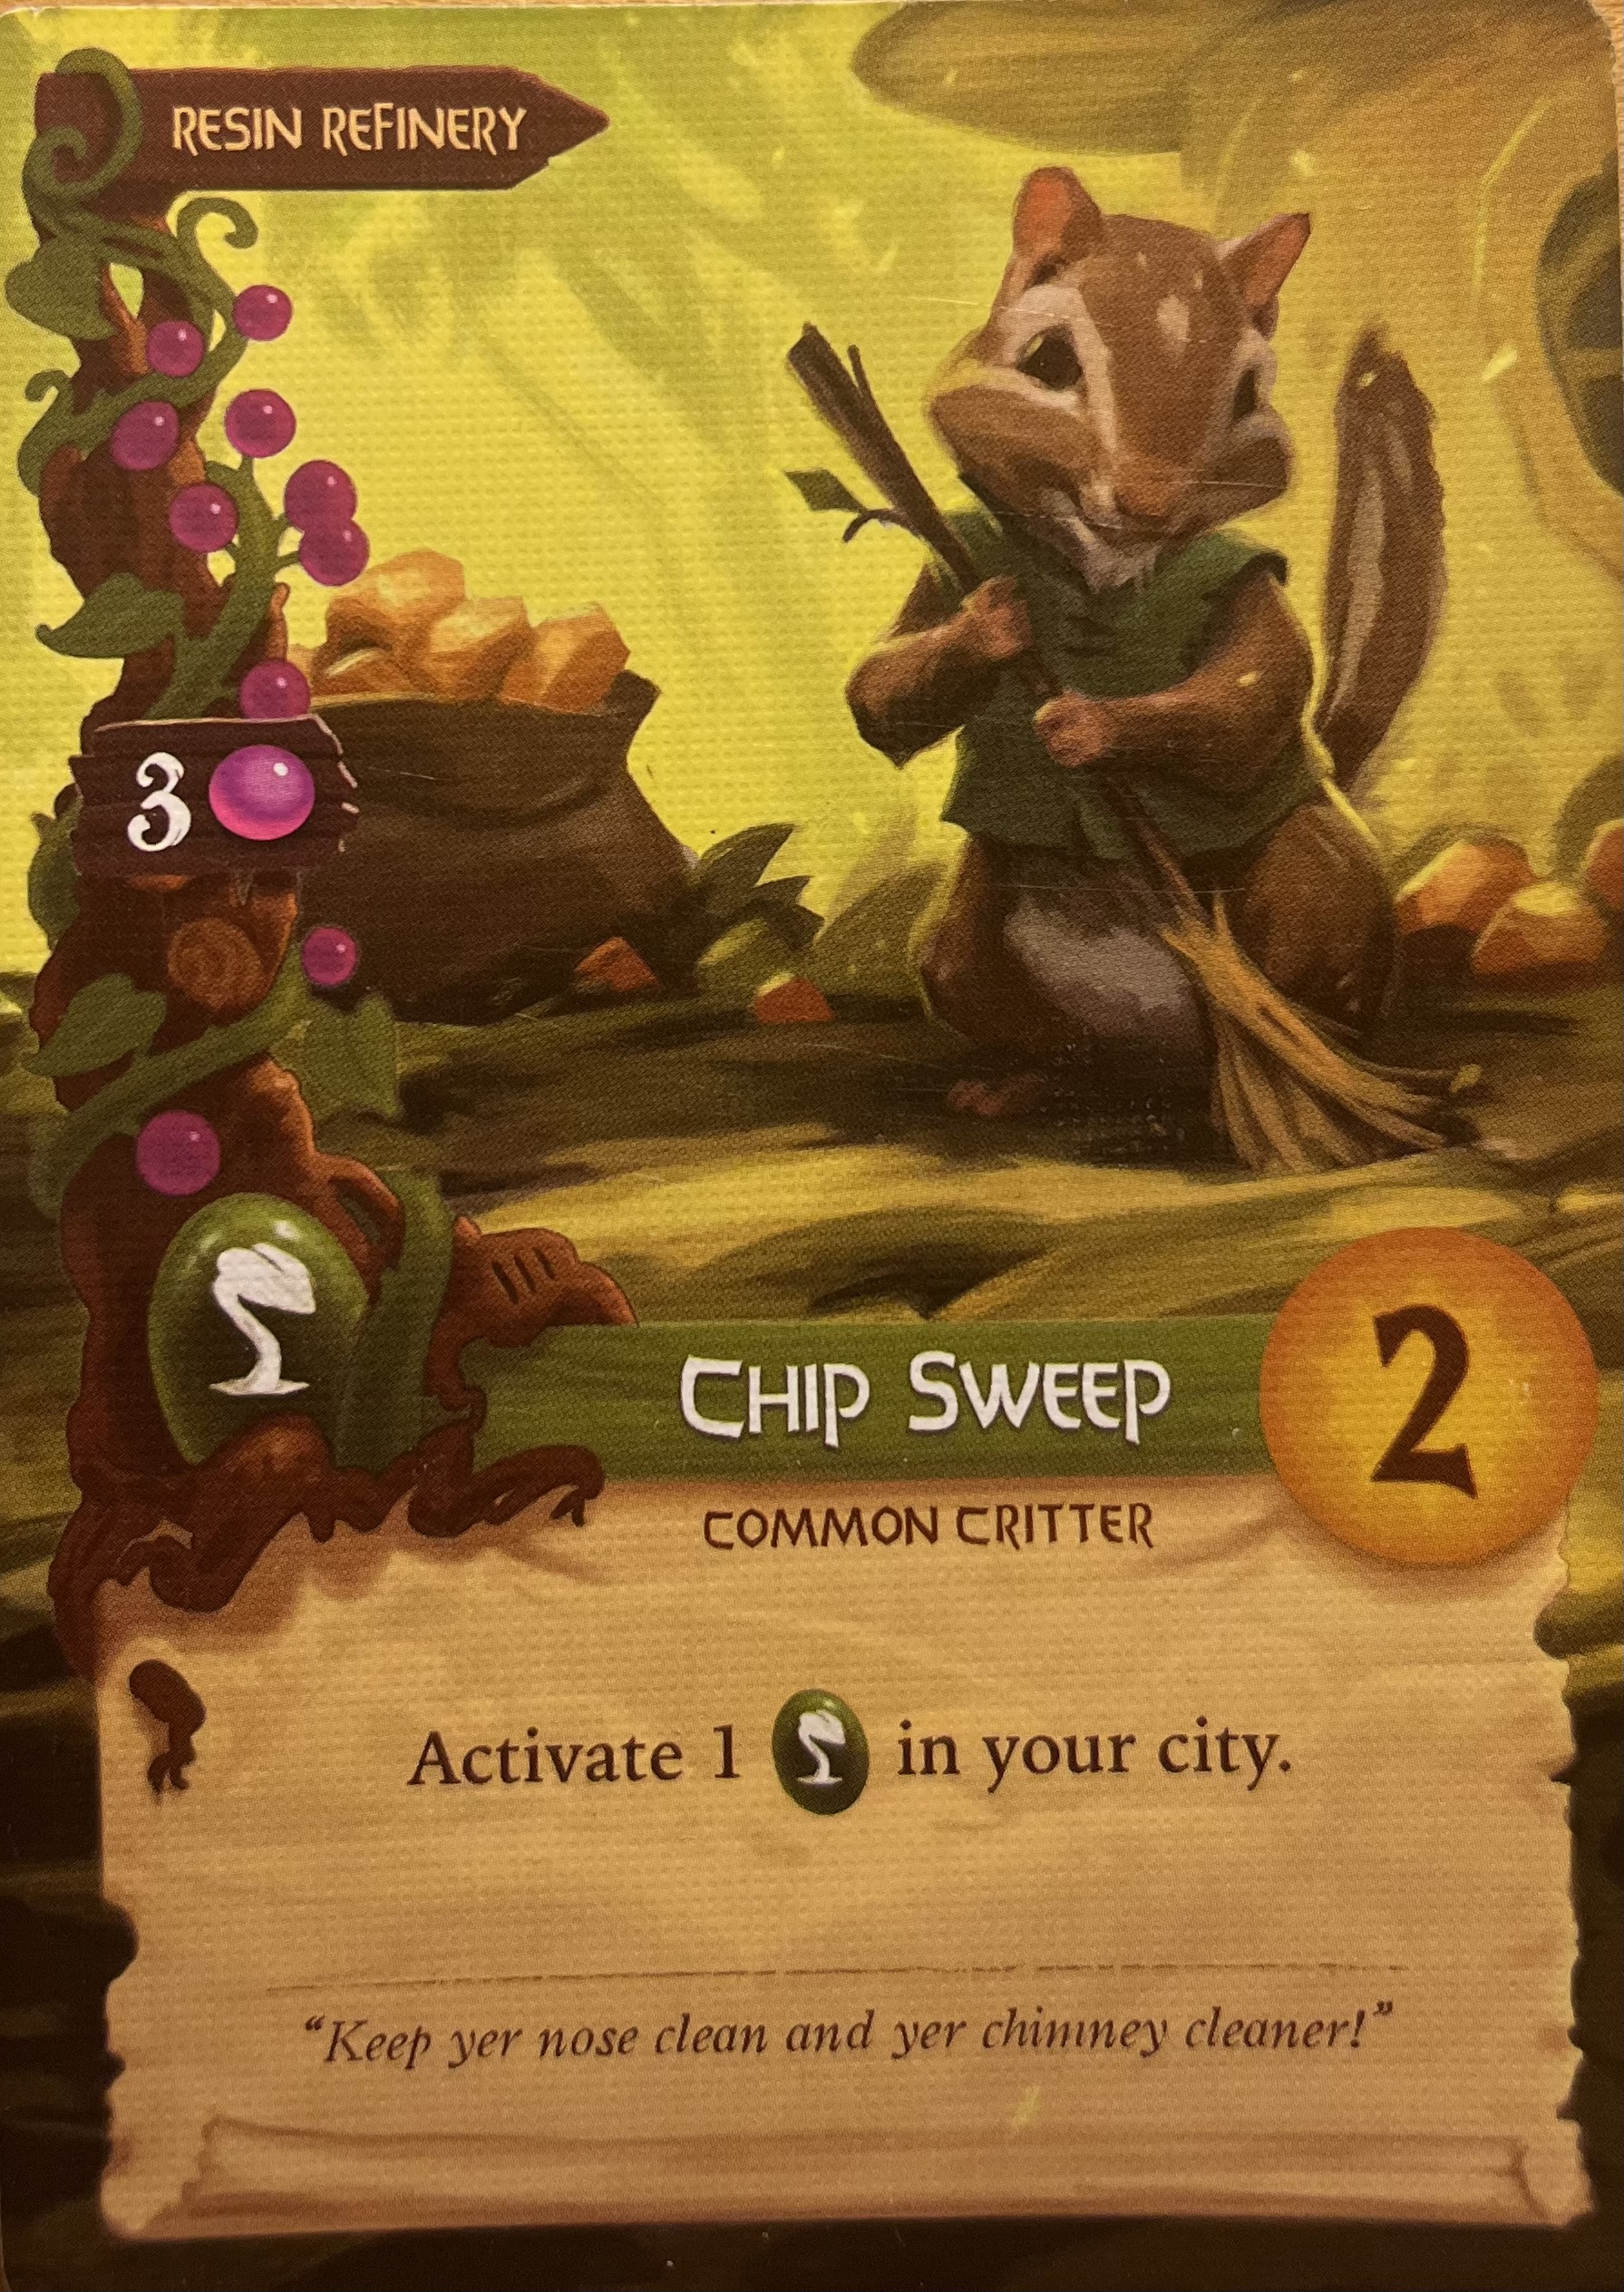 RESIN REFINERY
3
CHIP SWEEP
2
COMMON CRITTER
Activate 1 in your city.
“Keep yer nose clean and yer chimney cleaner!”